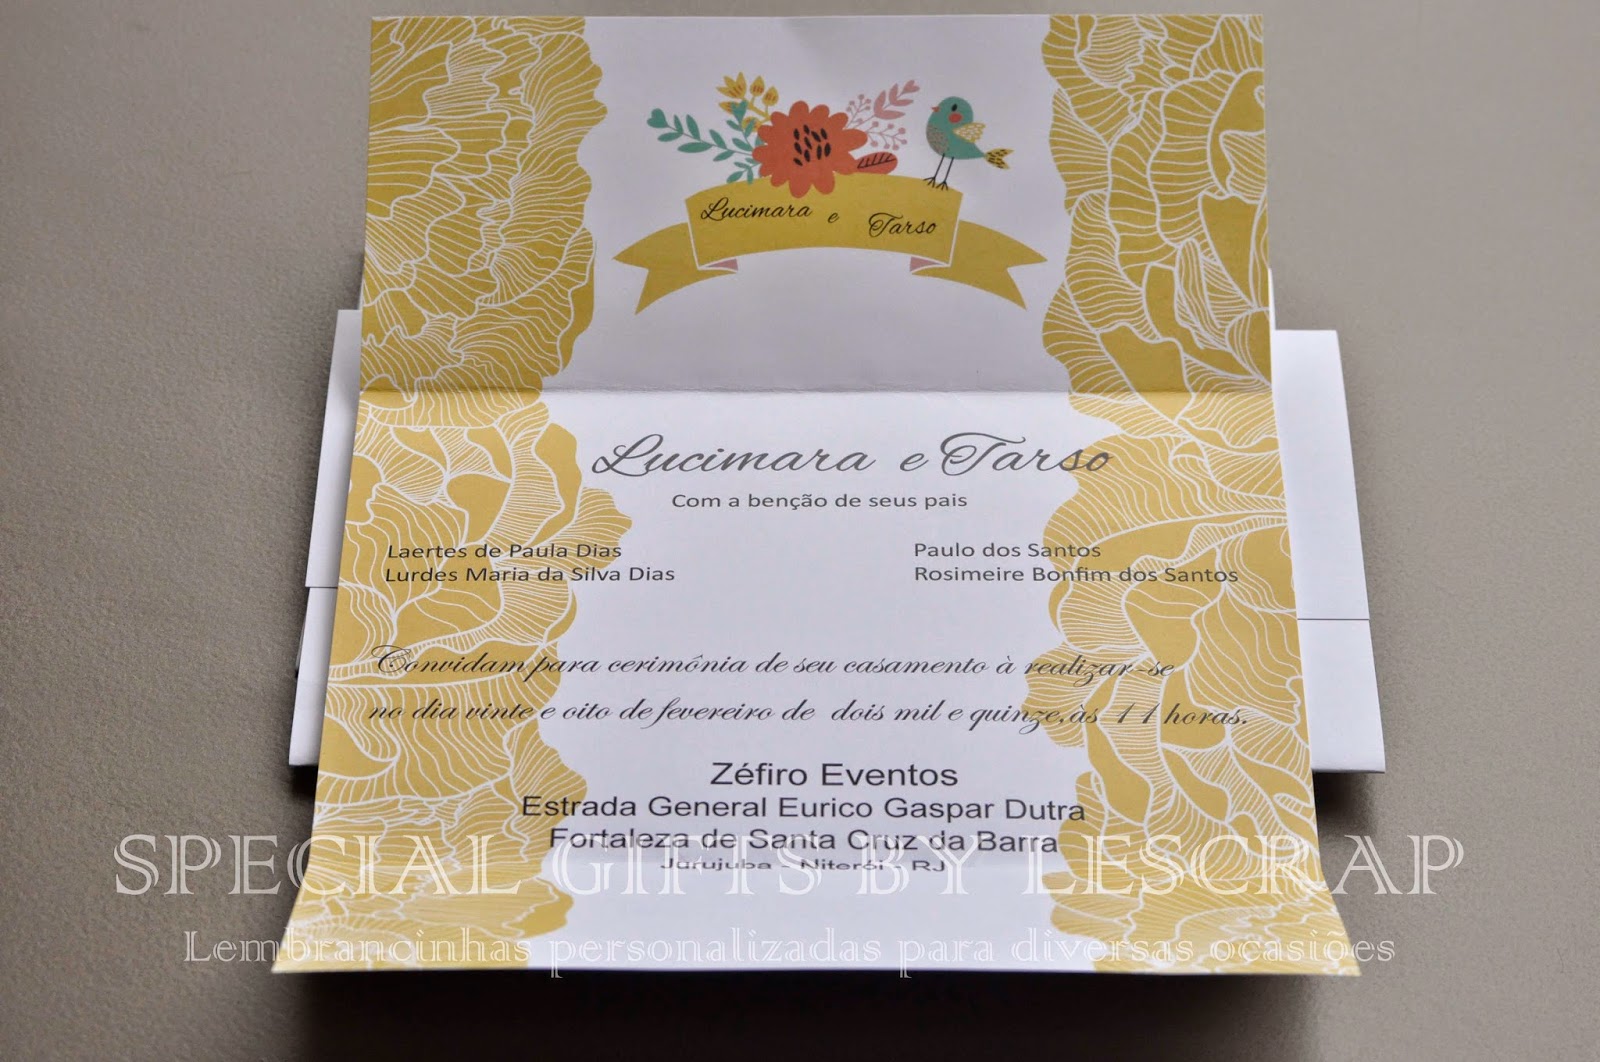 Lucimara e Tarso
Lucimara e Tarso
Com a benção de seus pais
Laertes de Paula Dias
Lurdes Maria da Silva Dias
Paulo dos Santos
Rosimeire Bonfim dos Santos
Convidam para cerimônia de seu casamento à realizar-se
no dia vinte e oito de fevereiro de dois mil e quinze,às 11 horas.
Zéfiro Eventos
Estrada General Eurico Gaspar Dutra
Fortaleza de Santa Cruz da Barra
Jurujuba Niterói RJ
SPECIAL GIFTS BY LESCRAP
Lembrancinhas personalizadas para diversas ocasiões